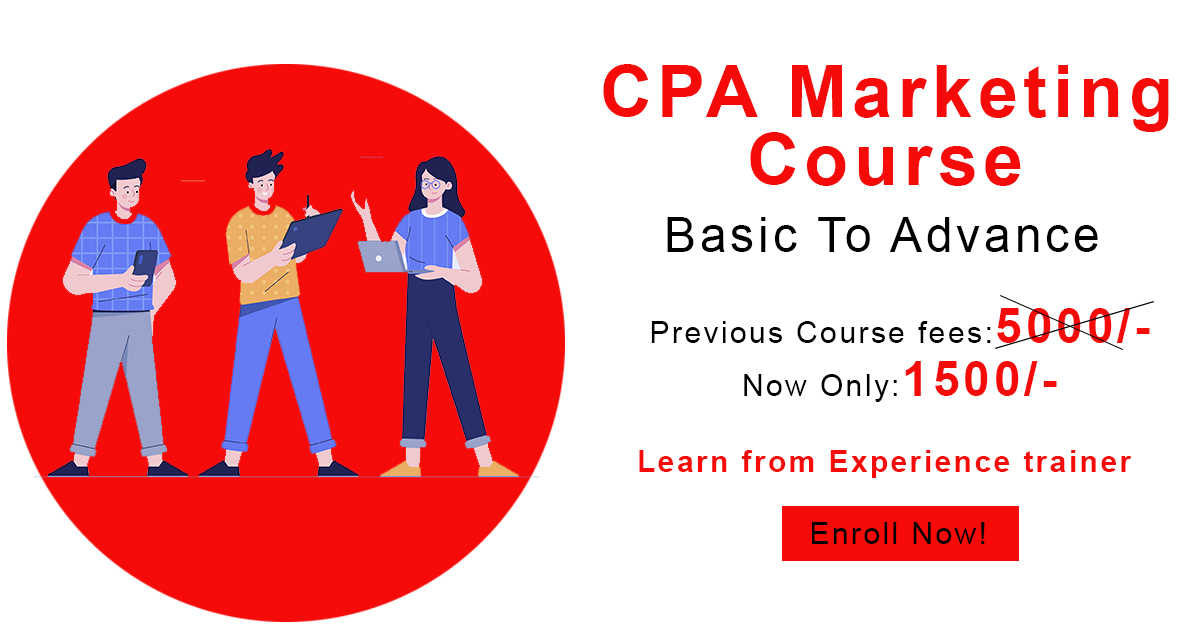 CPA Marketing
Course
Basic To Advance
Previous Course fees:5000/-
Now Only:1500/-
Learn from Experience trainer
Enroll Now!